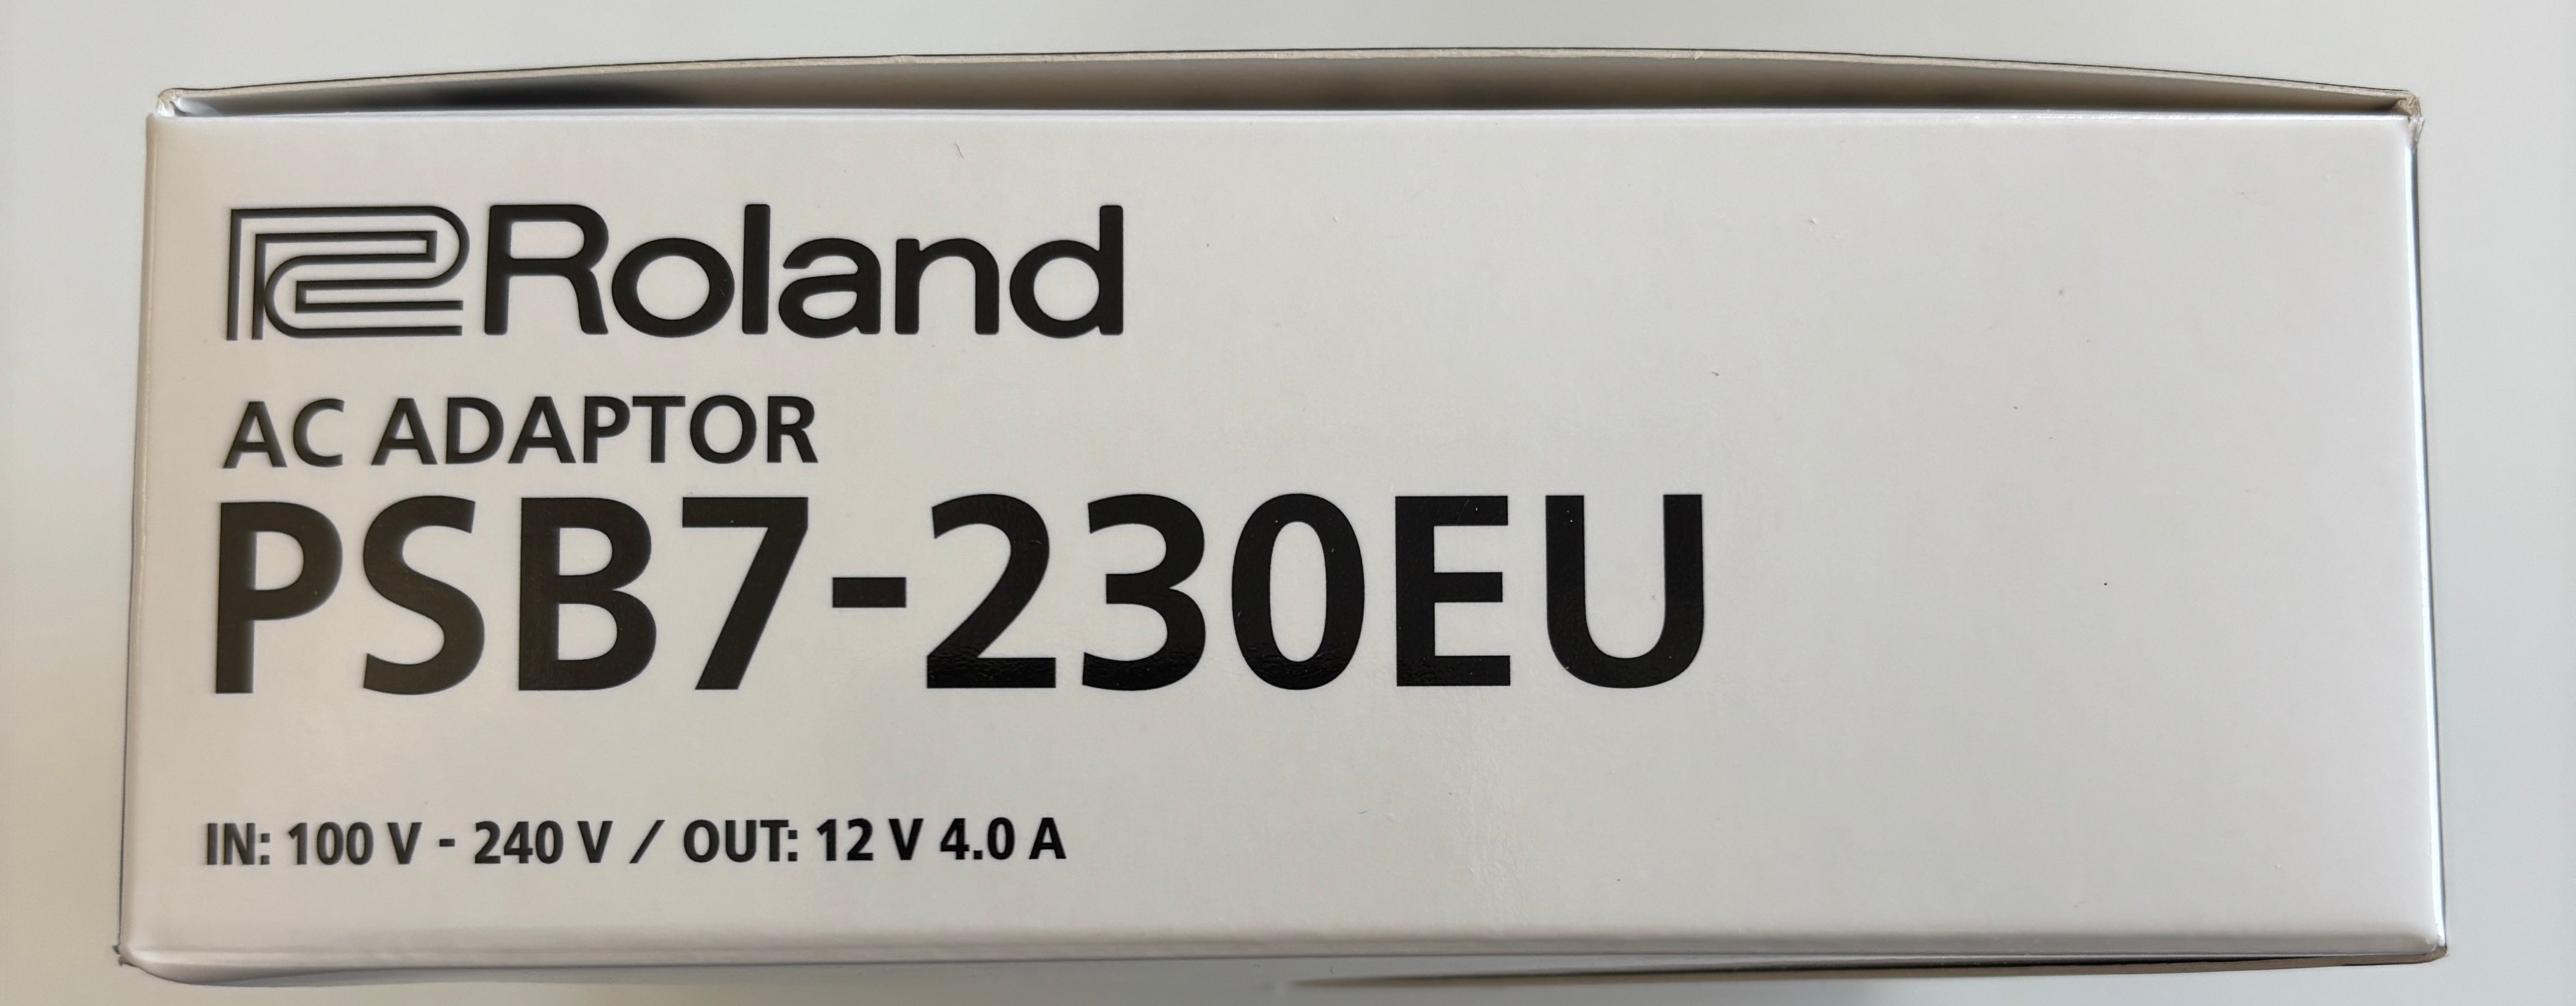 Roland
AC ADAPTOR
PSB7-230EU
IN: 100 V - 240 V / OUT: 12 V 4.0 A